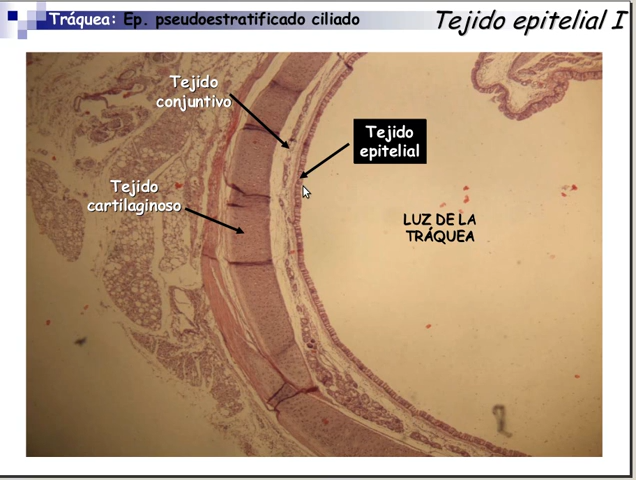 Tráquea: Ep. pseudoestratificado ciliado
Tejido epitelial I
Tejido
conjuntivo
Tejido
epitelial
Tejido
cartilaginoso
LUZ DE LA
TRÁQUEA